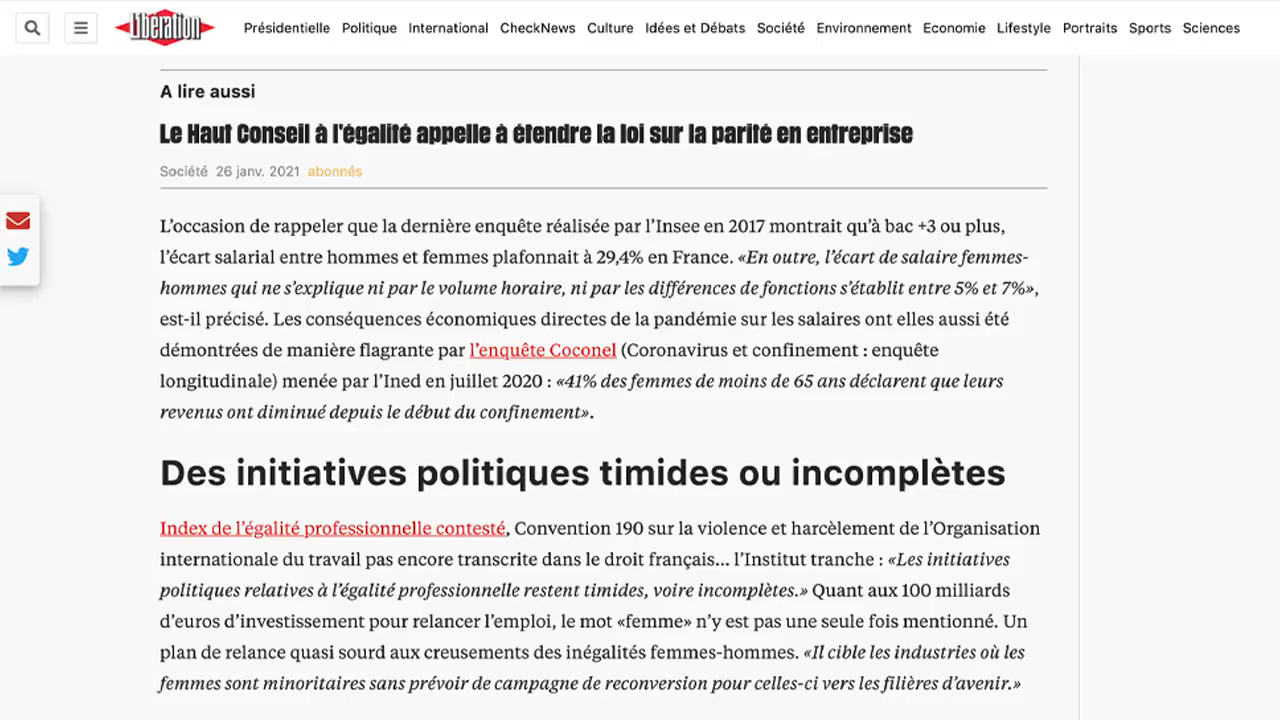 Libération
Présidentielle Politique International CheckNews Culture Idées et Débats Société Environnement Economie Lifestyle Portraits Sports Sciences
A lire aussi
Le Haut Conseil à l'égalité appelle à étendre la loi sur la parité en entreprise
Société 26 janv. 2021 abonnés
L’occasion de rappeler que la dernière enquête réalisée par l’Insee en 2017 montrait qu’à bac +3 ou plus,
l’écart salarial entre hommes et femmes plafonnait à 29,4% en France. «En outre, l’écart de salaire femmes-
hommes qui ne s’explique ni par le volume horaire, ni par les différences de fonctions s’établit entre 5% et 7%»,
est-il précisé. Les conséquences économiques directes de la pandémie sur les salaires ont elles aussi été
démontrées de manière flagrante par l’enquête Coconel (Coronavirus et confinement : enquête
longitudinale) menée par l’Ined en juillet 2020 : «41% des femmes de moins de 65 ans déclarent que leurs
revenus ont diminué depuis le début du confinement».
Des initiatives politiques timides ou incomplètes
Index de l’égalité professionnelle contesté, Convention 190 sur la violence et harcèlement de l’Organisation
internationale du travail pas encore transcrite dans le droit français… l’Institut tranche : «Les initiatives
politiques relatives à l’égalité professionnelle restent timides, voire incomplètes.» Quant aux 100 milliards
d’euros d’investissement pour relancer l’emploi, le mot «femme» n’y est pas une seule fois mentionné. Un
plan de relance quasi sourd aux creusements des inégalités femmes-hommes. «Il cible les industries où les
femmes sont minoritaires sans prévoir de campagne de reconversion pour celles-ci vers les filières d’avenir.»